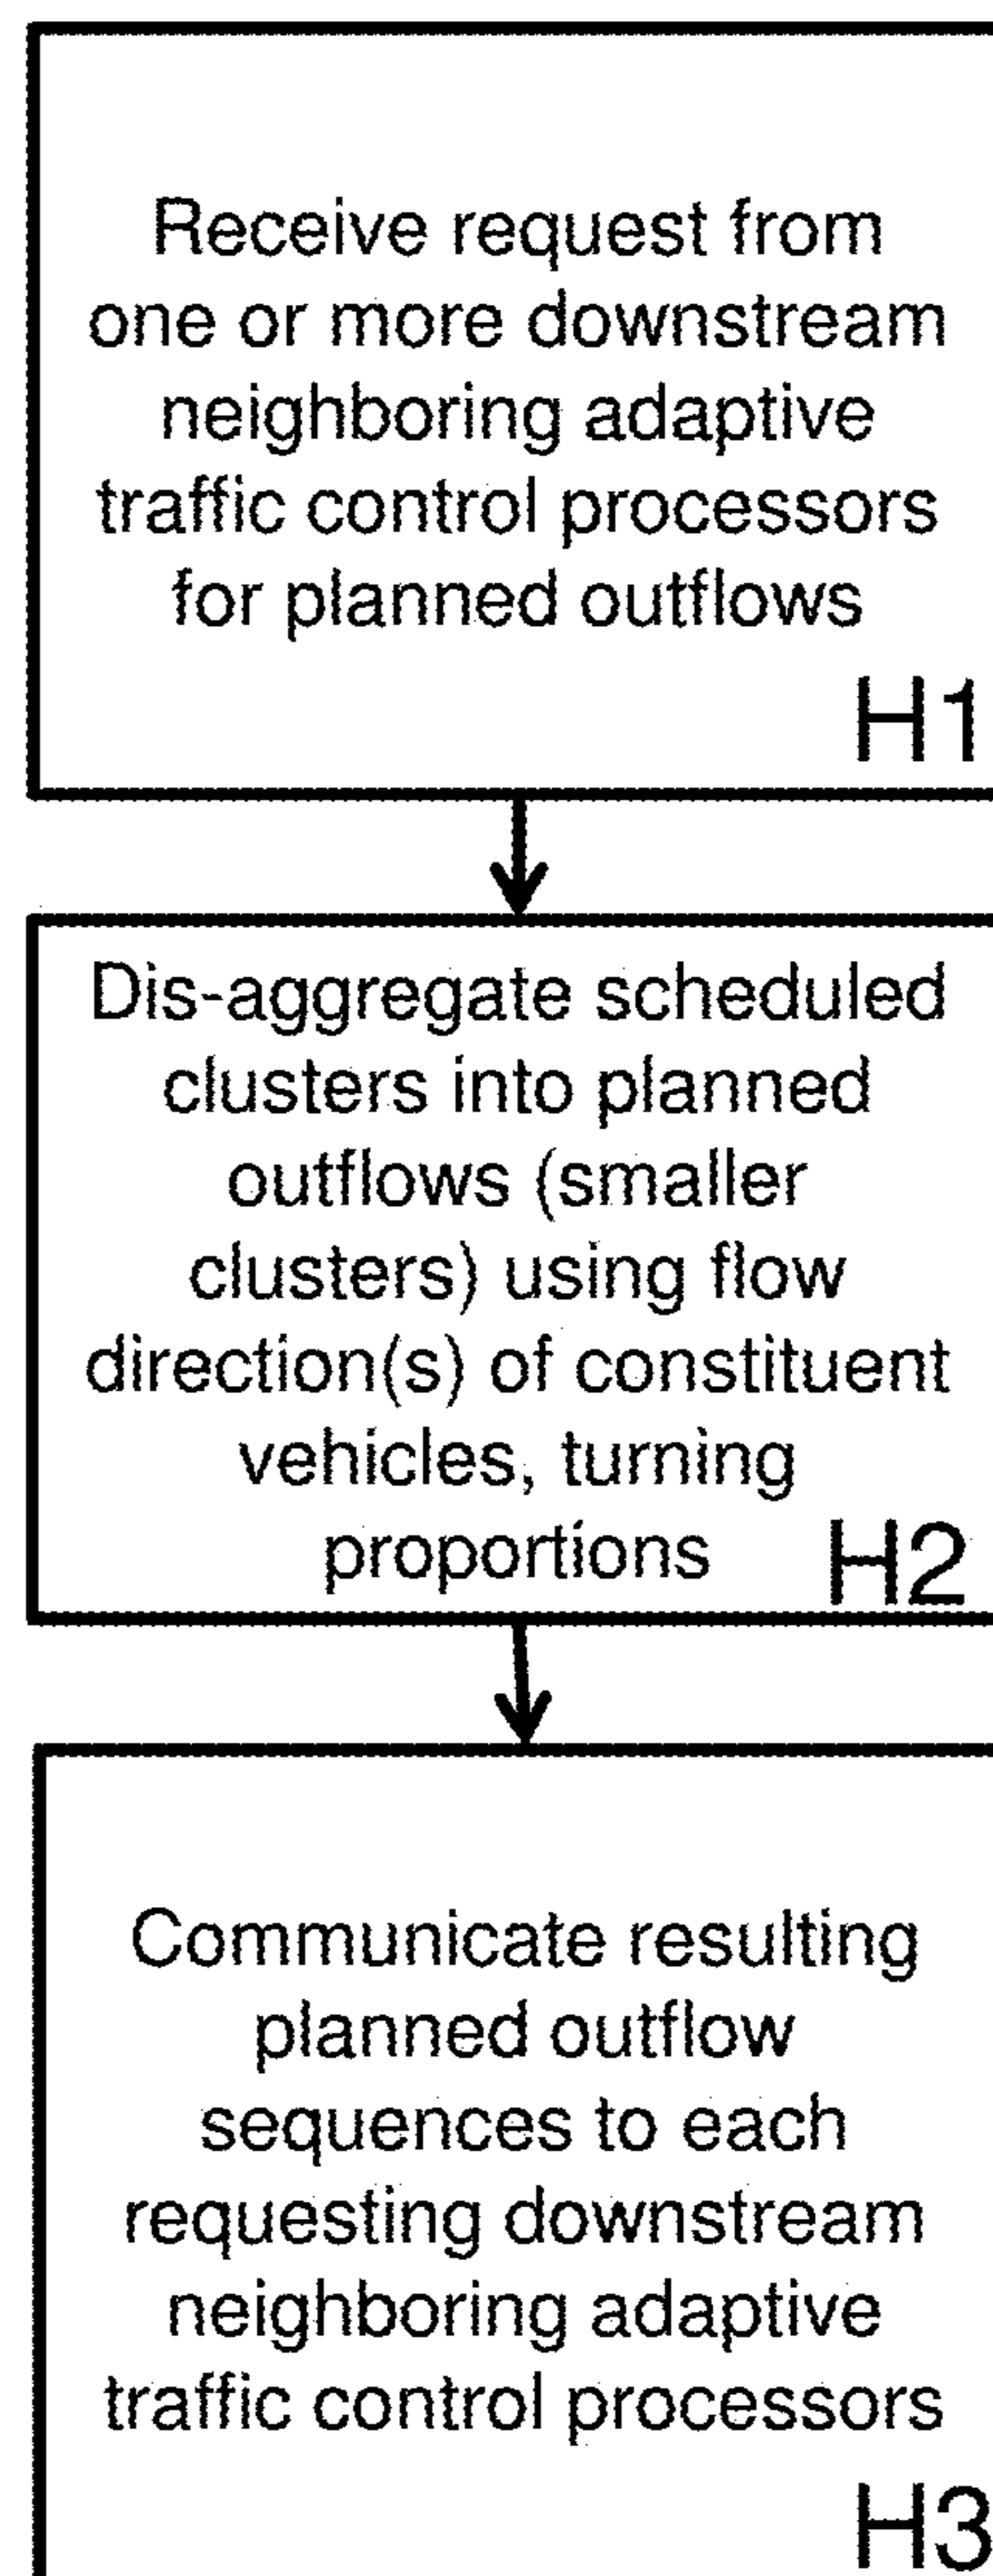 Receive request from
one or more downstream
neighboring adaptive
traffic control processors
for planned outflows
H1
Dis-aggregate scheduled
clusters into planned
outflows (smaller
clusters) using flow
direction(s) of constituent
vehicles, turning
proportions H2
Communicate resulting
planned outflow
sequences to each
requesting downstream
neighboring adaptive
traffic control processors
H3